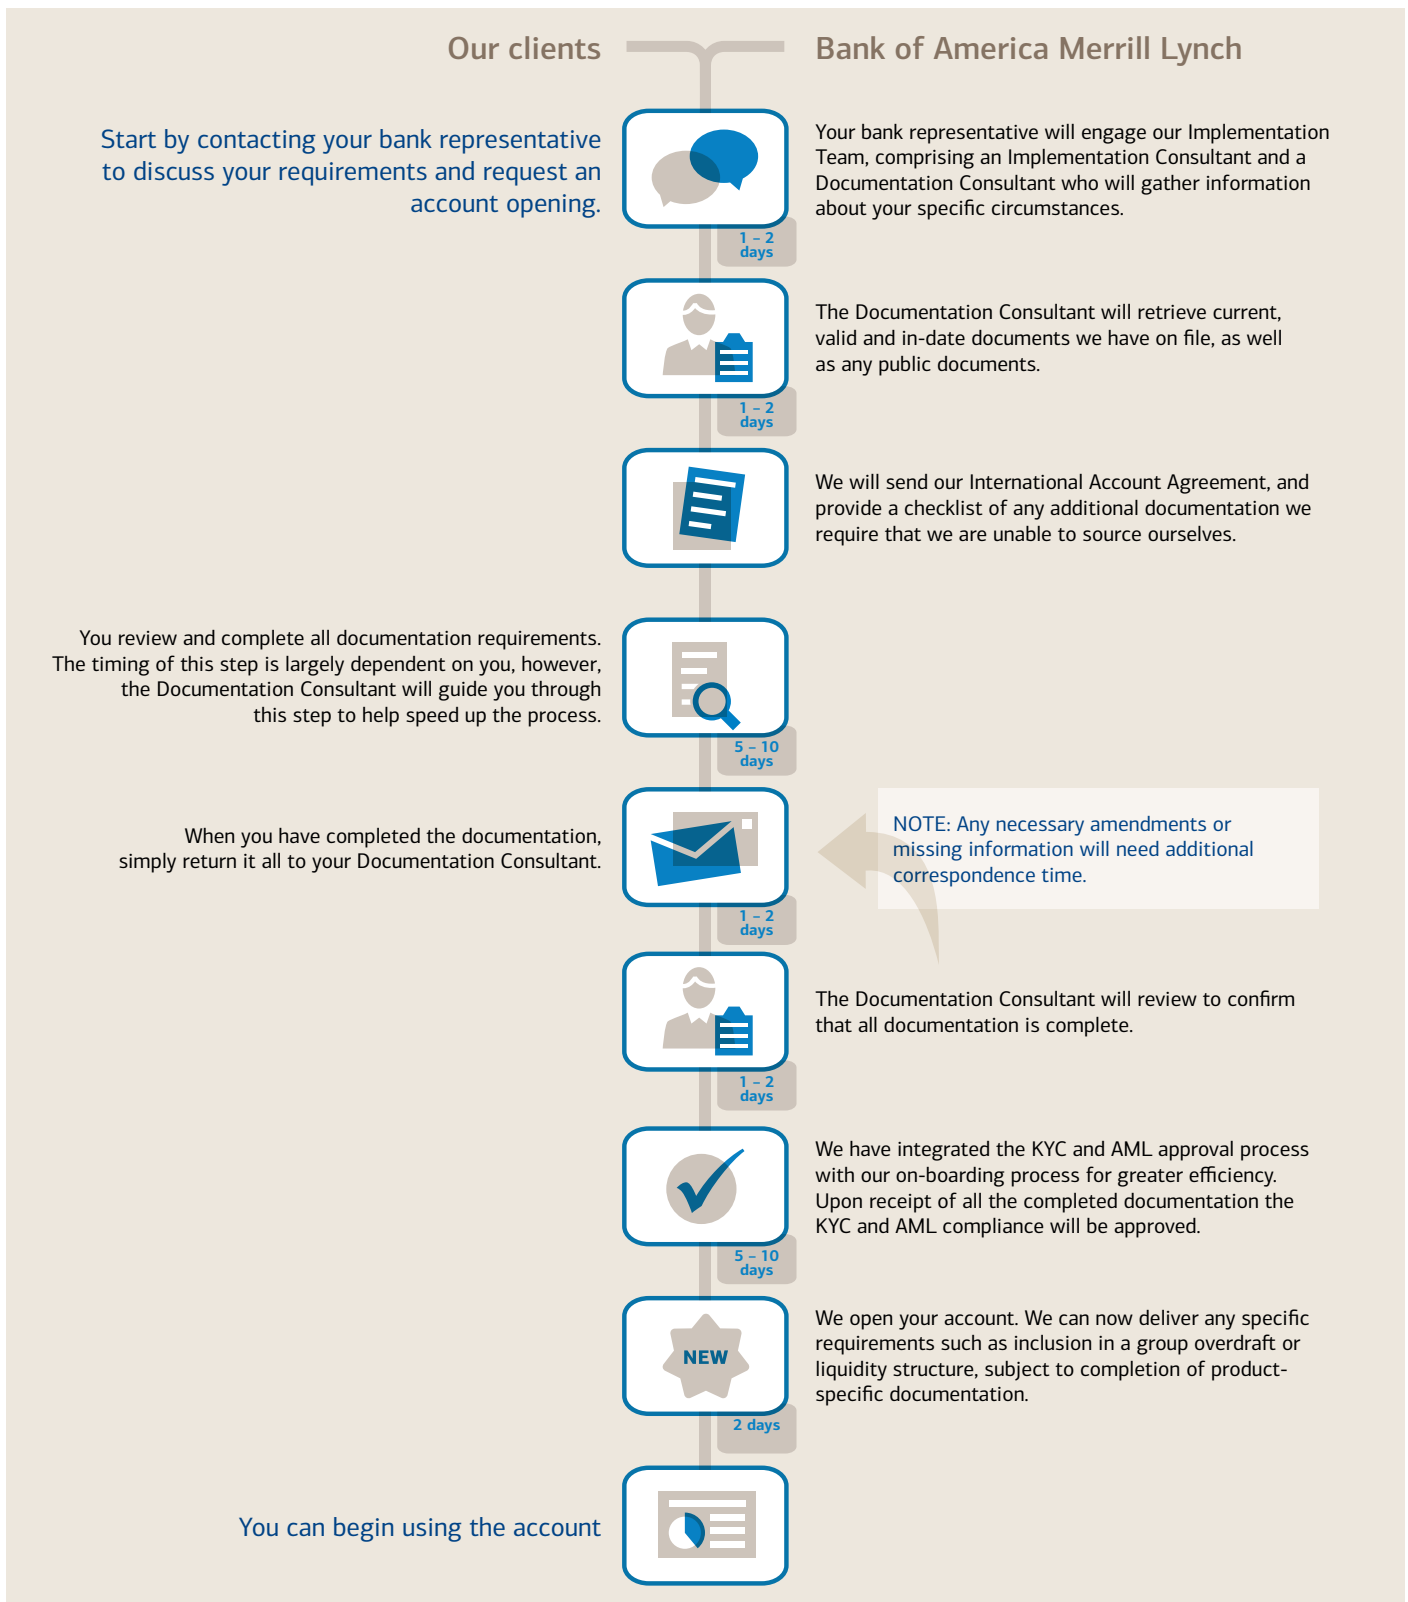 Our clients
Bank of America Merrill Lynch
Start by contacting your bank representative
to discuss your requirements and request an
account opening.
Your bank representative will engage our Implementation
Team, comprising an Implementation Consultant and a
Documentation Consultant who will gather information
about your specific circumstances.
1 – 2
days
The Documentation Consultant will retrieve current,
valid and in-date documents we have on file, as well
as any public documents.
1 – 2
days
We will send our International Account Agreement, and
provide a checklist of any additional documentation we
require that we are unable to source ourselves.
You review and complete all documentation requirements.
The timing of this step is largely dependent on you, however,
the Documentation Consultant will guide you through
this step to help speed up the process.
5 – 10
days
When you have completed the documentation,
simply return it all to your Documentation Consultant.
NOTE: Any necessary amendments or
missing information will need additional
correspondence time.
1 – 2
days
The Documentation Consultant will review to confirm
that all documentation is complete.
1 – 2
days
We have integrated the KYC and AML approval process
with our on-boarding process for greater efficiency.
Upon receipt of all the completed documentation the
KYC and AML compliance will be approved.
5 – 10
days
NEW
We open your account. We can now deliver any specific
requirements such as inclusion in a group overdraft or
liquidity structure, subject to completion of product-
specific documentation.
2 days
You can begin using the account